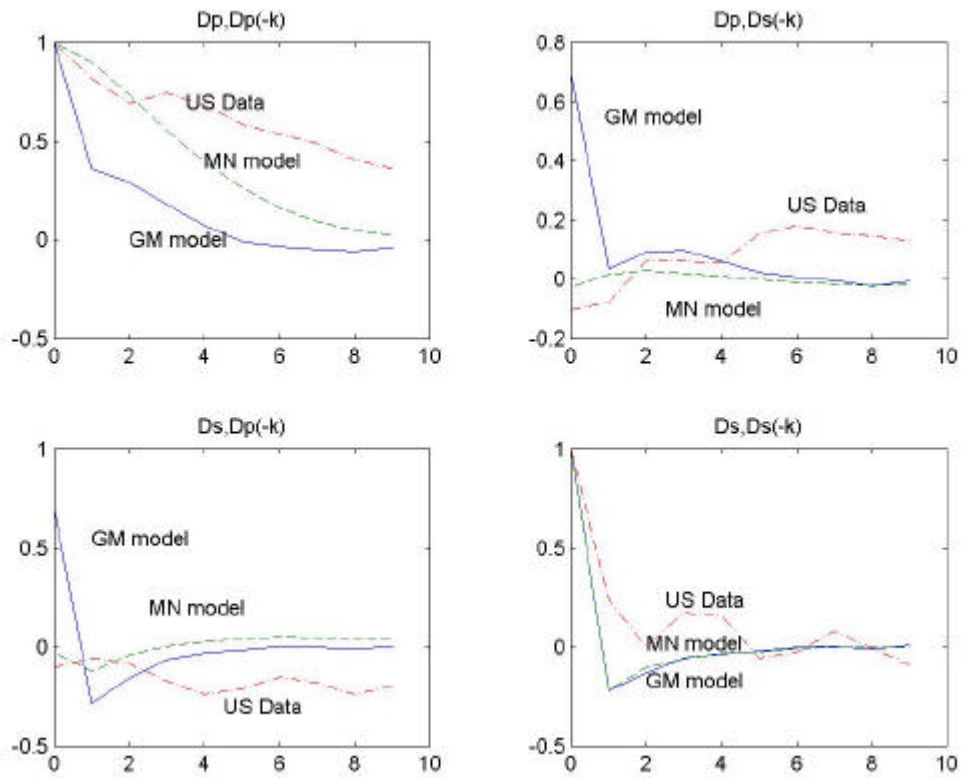 Dp,Dp(-k)
1
0.5
0
-0.5
US Data
MN model
GM model
0 2 4 6 8 10
Dp,Ds(-k)
0.8
0.6
0.4
0.2
0
-0.2
GM model
US Data
MN model
0 2 4 6 8 10
Ds,Dp(-k)
1
0.5
0
-0.5
GM model
MN model
US Data
0 2 4 6 8 10
Ds,Ds(-k)
1
0.5
0
-0.5
US Data
MN model
GM model
0 2 4 6 8 10